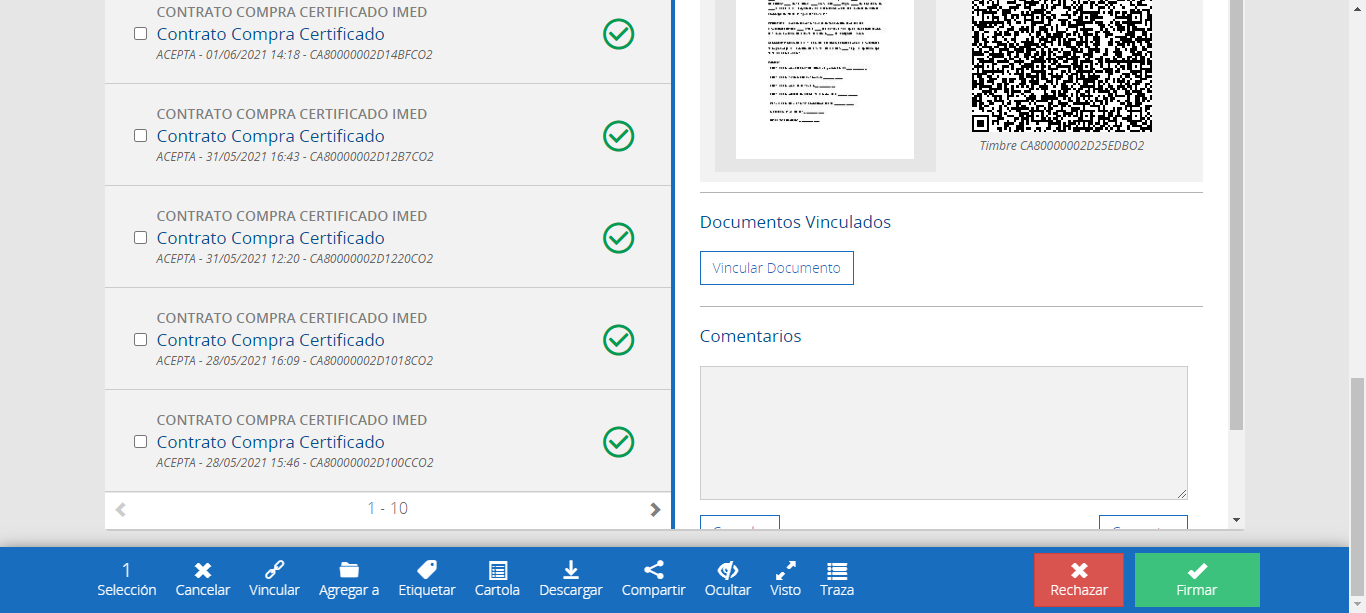 CONTRATO COMPRA CERTIFICADO IMED
Contrato Compra Certificado
ACEPTA - 01/06/2021 14:18 - CA80000002D14BFCO2
CONTRATO COMPRA CERTIFICADO IMED
Contrato Compra Certificado
ACEPTA - 31/05/2021 16:43 - CA80000002D12B7CO2
CONTRATO COMPRA CERTIFICADO IMED
Contrato Compra Certificado
ACEPTA - 31/05/2021 12:20 - CA80000002D1220CO2
CONTRATO COMPRA CERTIFICADO IMED
Contrato Compra Certificado
ACEPTA - 28/05/2021 16:09 - CA80000002D1018CO2
CONTRATO COMPRA CERTIFICADO IMED
Contrato Compra Certificado
ACEPTA - 28/05/2021 15:46 - CA80000002D100CCO2
1 - 10
Timbre CA80000002D25EDBO2
Documentos Vinculados
Vincular Documento
Comentarios
1
Selección
Cancelar
Vincular
Agregar a
Etiquetar
Cartola
Descargar
Compartir
Ocultar
Visto
Traza
Rechazar
Firmar